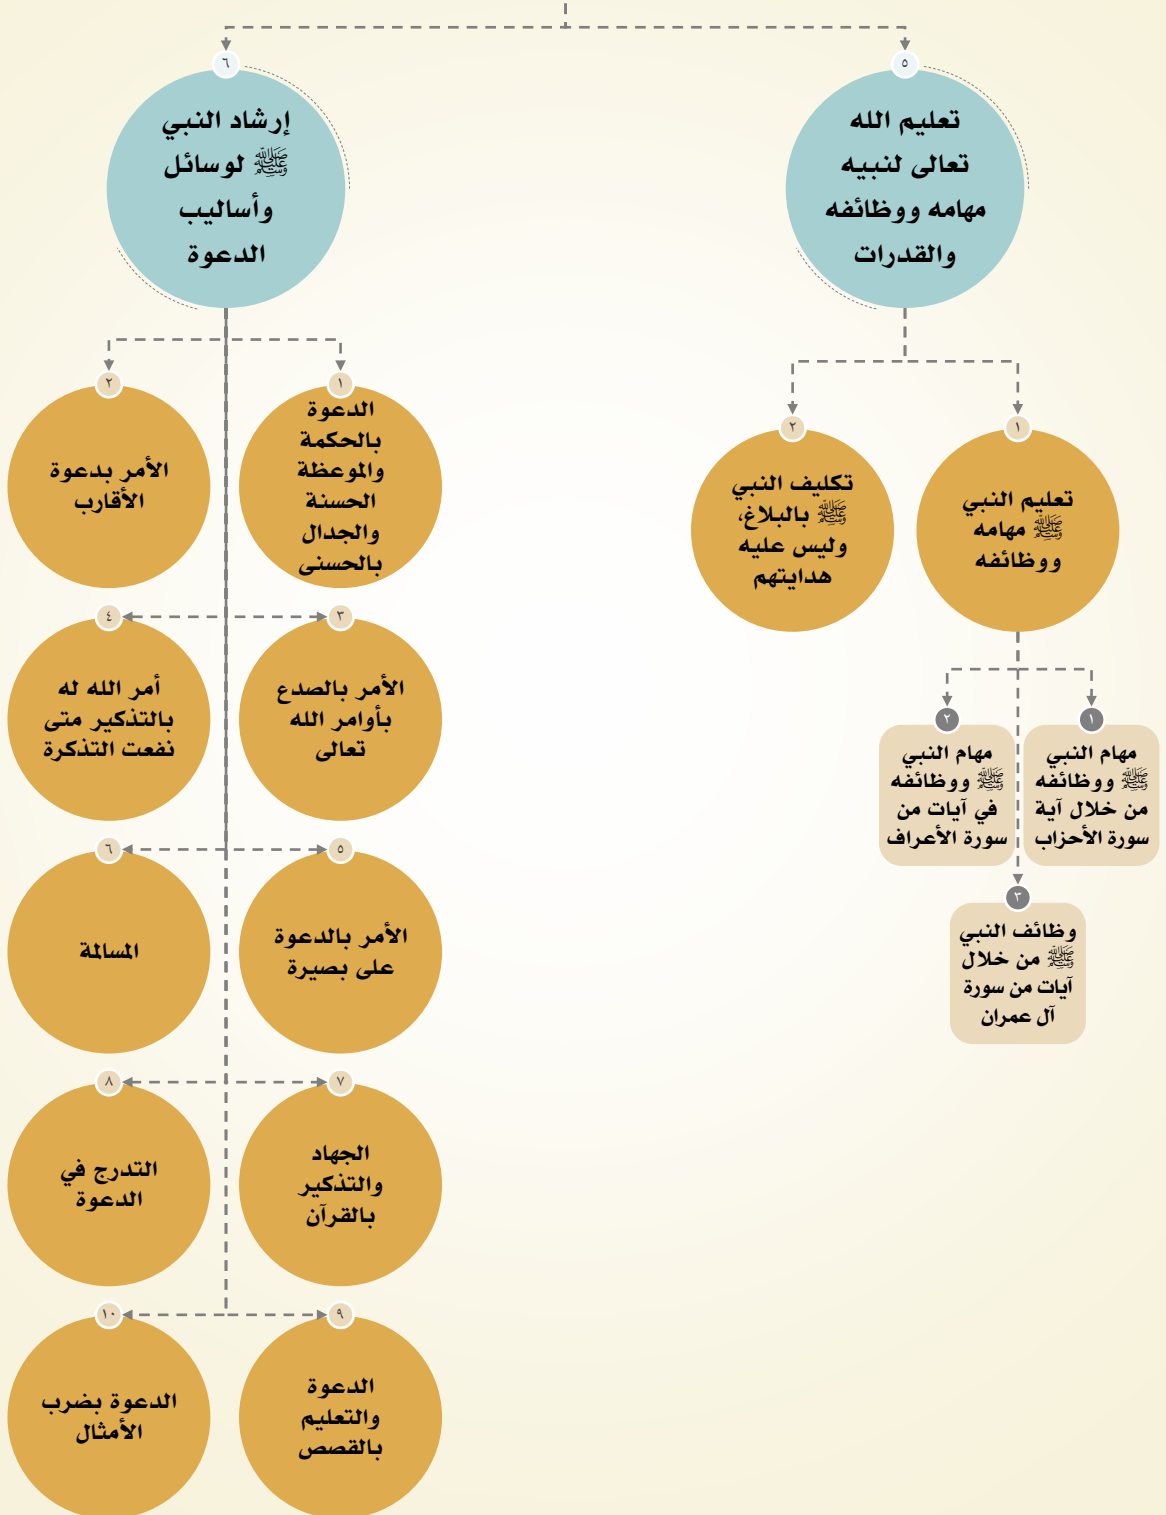 ٥
تعليم الله
تعالى لنبيه
مهامه ووظائفه
والقدرات
١
تعليم النبي
ﷺ مهامه
ووظائفه
١
مهام النبي
ﷺ ووظائفه
من خلال آية
سورة الأحزاب
٢
مهام النبي
ﷺ ووظائفه
في آيات من
سورة الأعراف
٣
وظائف النبي
ﷺ من خلال
آيات من سورة
آل عمران
٢
تكليف النبي
ﷺ بالبلاغ،
وليس عليه
هدايتهم
٦
إرشاد النبي
ﷺ لوسائل
وأساليب
الدعوة
١
الدعوة
بالحكمة
والموعظة
الحسنة
والجدال
بالحسنى
٢
الأمر بدعوة
الأقارب
٣
الأمر بالصدع
بأوامر الله
تعالى
٤
أمر الله له
بالتذكير متى
نفعت التذكرة
٥
الأمر بالدعوة
على بصيرة
٦
المسالمة
٧
الجهاد
والتذكير
بالقرآن
٨
التدرج في
الدعوة
٩
الدعوة
والتعليم
بالقصص
١٠
الدعوة بضرب
الأمثال